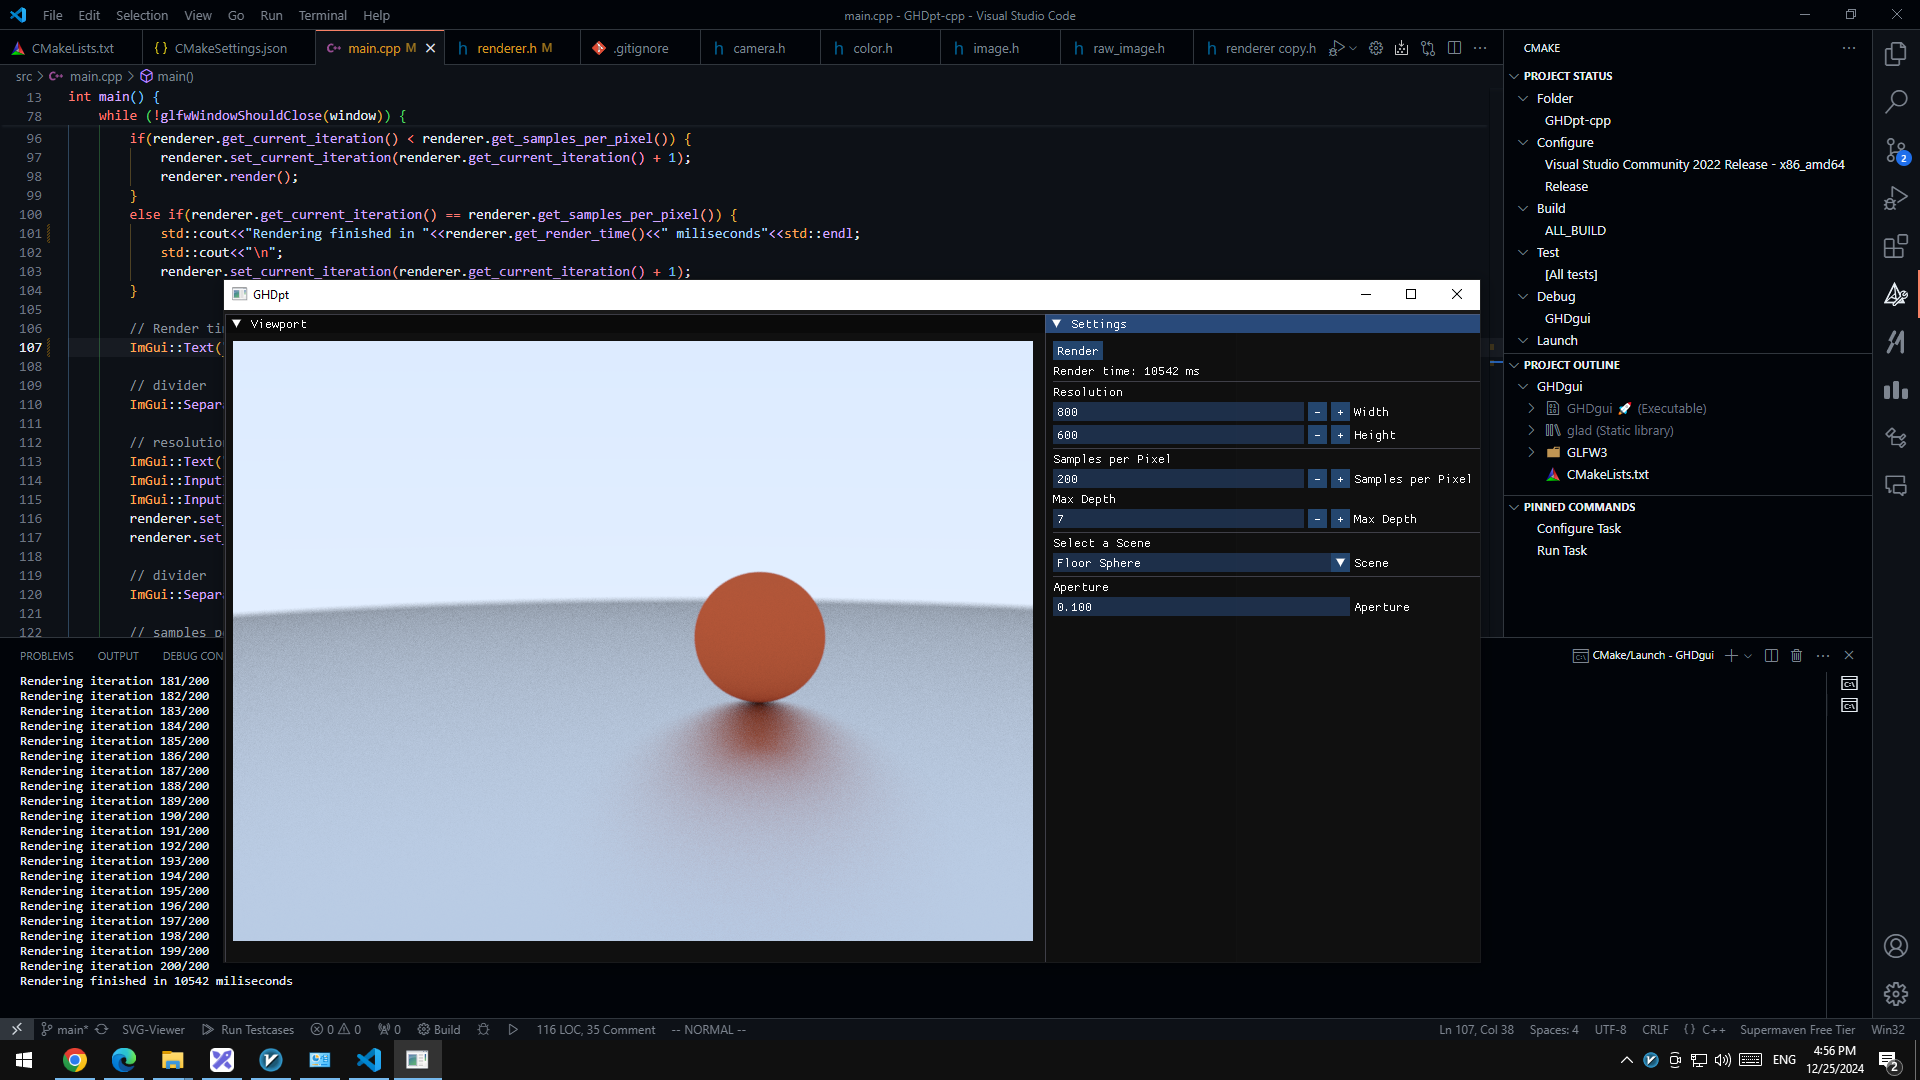 File Edit Selection View Go Run Terminal Help
main.cpp - GHDpt-cpp - Visual Studio Code
CMakeLists.txt
CMakeSettings.json
main.cpp M
renderer.h M
.gitignore
camera.h
color.h
image.h
raw_image.h
renderer copy.h
src > main.cpp > main()
13 int main() {
78 while (!glfwWindowShouldClose(window)) {
96 if(renderer.get_current_iteration() < renderer.get_samples_per_pixel()) {
97 renderer.set_current_iteration(renderer.get_current_iteration() + 1);
98 renderer.render();
99 }
100 else if(renderer.get_current_iteration() == renderer.get_samples_per_pixel()) {
101 std::cout<<"Rendering finished in "<<renderer.get_render_time()<<" miliseconds"<<std::endl;
102 std::cout<<"\n";
103 renderer.set_current_iteration(renderer.get_current_iteration() + 1);
104 }
105
106 // Render ti
107 ImGui::Text(
108
109 // divider
110 ImGui::Separ
111
112 // resolution
113 ImGui::Text(
114 ImGui::Input
115 ImGui::Input
116 renderer.set_
117 renderer.set_
118
119 // divider
120 ImGui::Separ
121
122 // samples p
GHDpt
Viewport
Settings
Render
Render time: 10542 ms
Resolution
800 - + Width
600 - + Height
Samples per Pixel
200 - + Samples per Pixel
Max Depth
7 - + Max Depth
Select a Scene
Floor Sphere Scene
Aperture
0.100 Aperture
PROBLEMS OUTPUT DEBUG CON
Rendering iteration 181/200
Rendering iteration 182/200
Rendering iteration 183/200
Rendering iteration 184/200
Rendering iteration 185/200
Rendering iteration 186/200
Rendering iteration 187/200
Rendering iteration 188/200
Rendering iteration 189/200
Rendering iteration 190/200
Rendering iteration 191/200
Rendering iteration 192/200
Rendering iteration 193/200
Rendering iteration 194/200
Rendering iteration 195/200
Rendering iteration 196/200
Rendering iteration 197/200
Rendering iteration 198/200
Rendering iteration 199/200
Rendering iteration 200/200
Rendering finished in 10542 miliseconds
CMake/Launch - GHDgui
CMAKE
PROJECT STATUS
Folder
GHDpt-cpp
Configure
Visual Studio Community 2022 Release - x86_amd64
Release
Build
ALL_BUILD
Test
[All tests]
Debug
GHDgui
Launch
PROJECT OUTLINE
GHDgui
GHDgui 🚀 (Executable)
glad (Static library)
GLFW3
CMakeLists.txt
PINNED COMMANDS
Configure Task
Run Task
2
main* SVG-Viewer Run Testcases 0 0 0 Build 116 LOC, 35 Comment -- NORMAL --
Ln 107, Col 38 Spaces: 4 UTF-8 CRLF {} C++ Supermaven Free Tier Win32
ENG
4:56 PM
12/25/2024
2